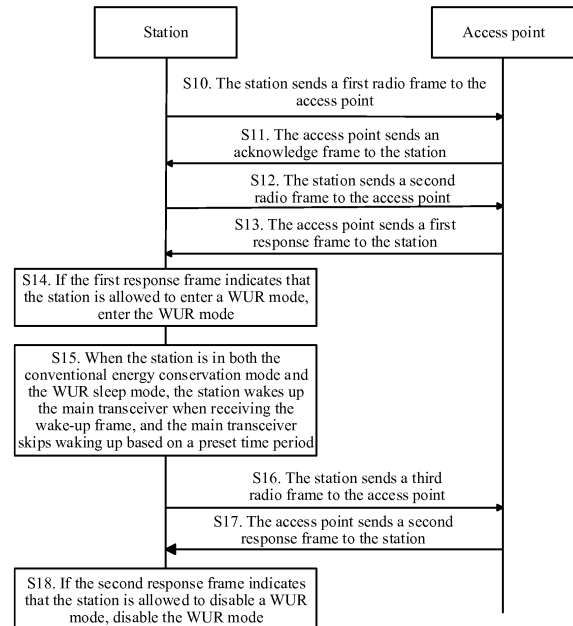 Station
Access point
S10. The station sends a first radio frame to the
access point
S11. The access point sends an
acknowledge frame to the station
S12. The station sends a second
radio frame to the access point
S13. The access point sends a first
response frame to the station
S14. If the first response frame indicates that
the station is allowed to enter a WUR mode,
enter the WUR mode
S15. When the station is in both the
conventional energy conservation mode and
the WUR sleep mode, the station wakes up
the main transceiver when receiving the
wake-up frame, and the main transceiver
skips waking up based on a preset time period
S16. The station sends a third
radio frame to the access point
S17. The access point sends a second
response frame to the station
S18. If the second response frame indicates
that the station is allowed to disable a WUR
mode, disable the WUR mode